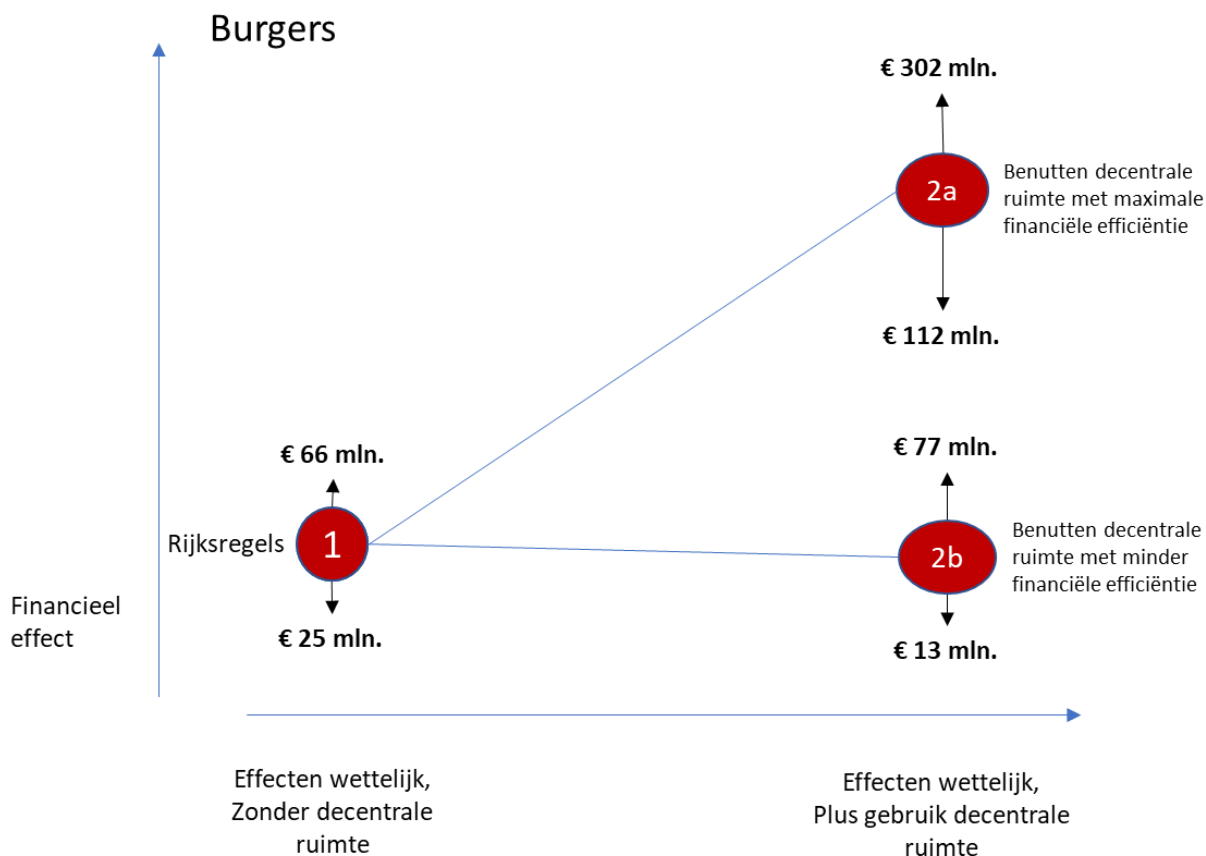 Burgers
€ 302 mln.
2a
Benutten decentrale
ruimte met maximale
financiële efficiëntie
€ 112 mln.
€ 66 mln.
€ 77 mln.
Rijksregels
1
2b
Benutten decentrale
ruimte met minder
financiële efficiëntie
Financieel
effect
€ 25 mln.
€ 13 mln.
Effecten wettelijk,
Zonder decentrale
ruimte
Effecten wettelijk,
Plus gebruik decentrale
ruimte